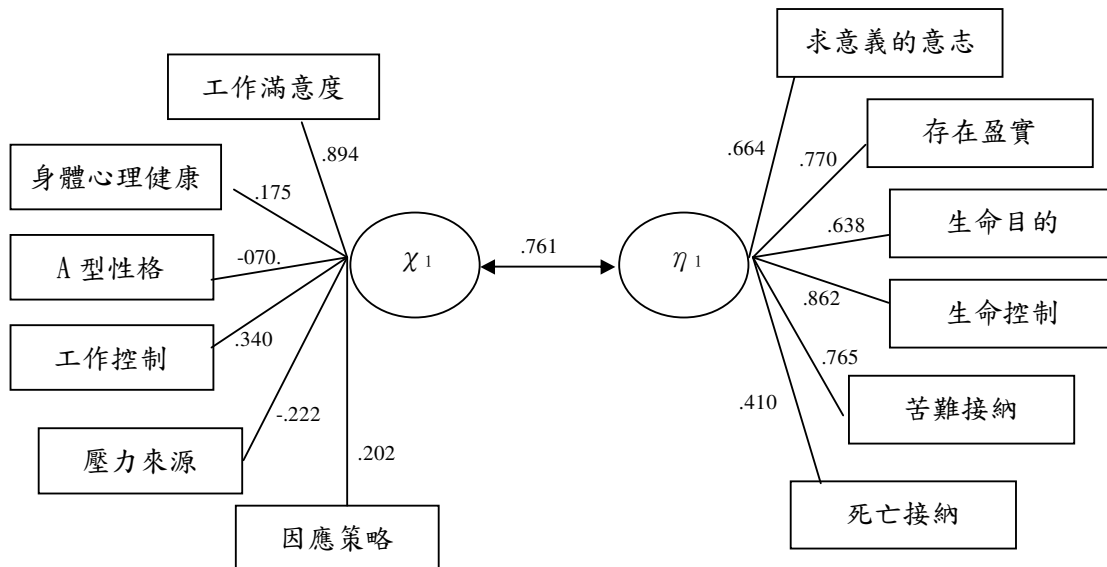 求意義的意志
工作滿意度
.664
存在盈實
.894
.770
身體心理健康
.175
.638
生命目的
A 型性格
-070.
χ 1
.761
η 1
.862
生命控制
工作控制
.340
.765
.410
苦難接納
-.222
壓力來源
.202
死亡接納
因應策略